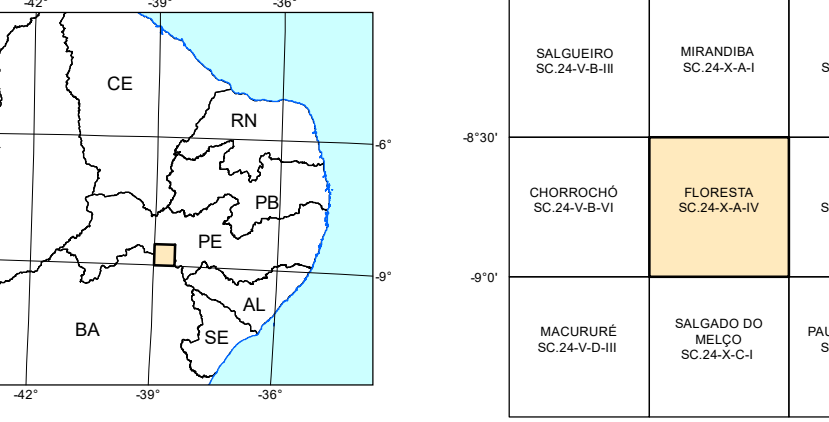 -42°
-39°
-36°
CE
RN
-6°
PB
PE
-9°
AL
BA
SE
-42°
-39°
-36°
SALGUEIRO
SC.24-V-B-III
MIRANDIBA
SC.24-X-A-I
S
-8°30'
CHORROCHÓ
SC.24-V-B-VI
FLORESTA
SC.24-X-A-IV
S
-9°0'
MACURURÉ
SC.24-V-D-III
SALGADO DO
MELÇO
SC.24-X-C-I
PAU
S